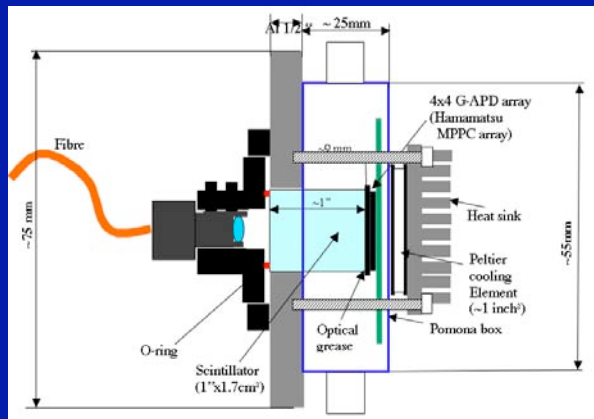 Al 1/2 "
~ 25mm
4x4 G-APD array
(Hamamatsu
MPPC array)
Fibre
~9 mm
~1"
~75 mm
Heat sink
~55mm
Peltier
cooling
Element
(~1 inch²)
Pomona box
Optical
grease
O-ring
Scintillator
(1"x1.7cm²)